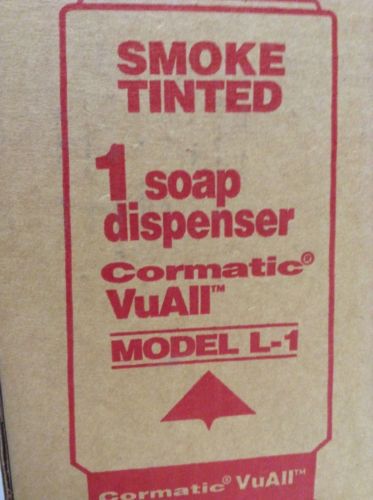 SMOKE
TINTED
1 soap
dispenser
Cormatic®
VuAll™
MODEL L-1
Cormatic® VuAll™